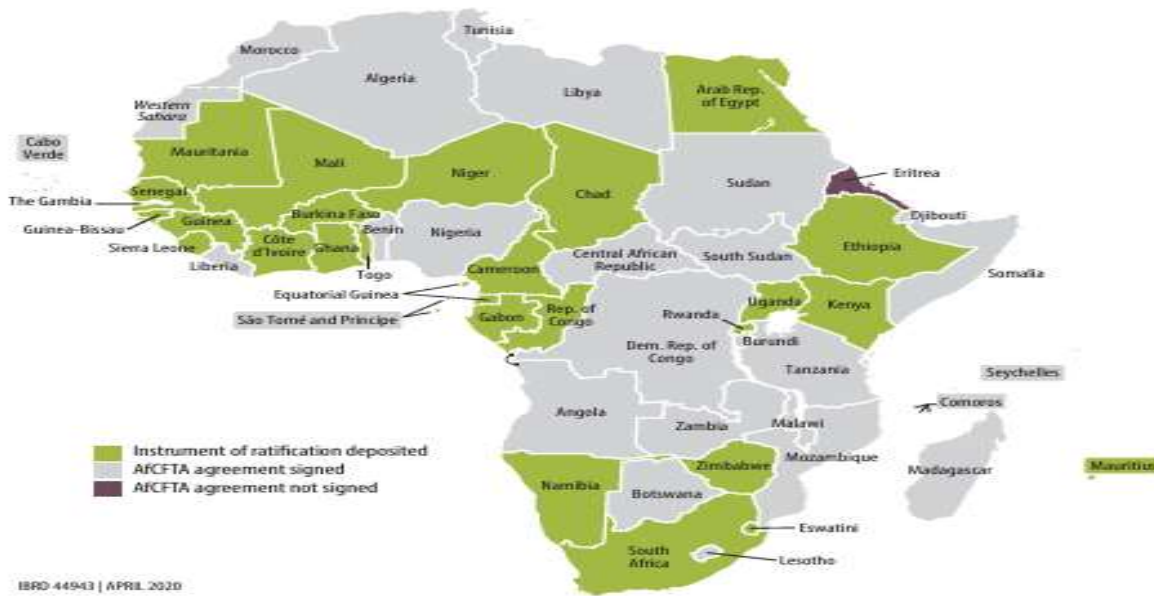 Tunisia
Morocco
Algeria
Libya
Arab Rep.
of Egypt
Western
Sahara
Cabo
Verde
Mauritania
Mali
Niger
Chad
Sudan
Eritrea
Senegal
The Gambia
Guinea-Bissau
Guinea
Burkina Faso
Benin
Nigeria
Djibouti
Ethiopia
Sierra Leone
Côte
d'Ivoire
Ghana
Liberia
Togo
Cameroon
Central African
Republic
South Sudan
Somalia
Equatorial Guinea
São Tomé and Príncipe
Gabon
Rep. of
Congo
Uganda
Kenya
Rwanda
Burundi
Dem. Rep. of
Congo
Tanzania
Seychelles
Comoros
Angola
Zambia
Malawi
Mozambique
Madagascar
Mauritius
Zimbabwe
Namibia
Botswana
Eswatini
South
Africa
Lesotho
Instrument of ratification deposited
AfCFTA agreement signed
AfCFTA agreement not signed
IBRD 44943 | APRIL 2020